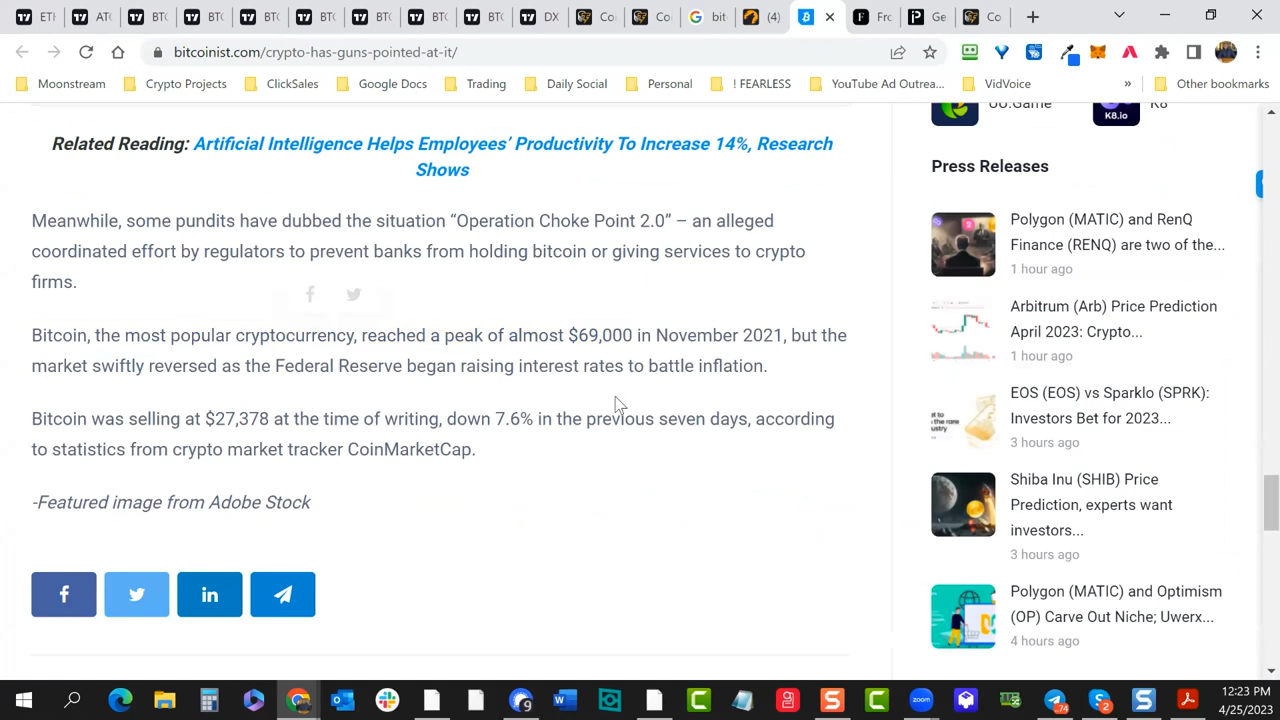 ETH
ATC
BTC
BTC
BTC
BTC
BTC
BTC
DX
Co
Co
bit
(4)
Fro
Ge
Co
bitcoinist.com/crypto-has-guns-pointed-at-it/
Moonstream
Crypto Projects
ClickSales
Google Docs
Trading
Daily Social
Personal
! FEARLESS
YouTube Ad Outrea...
VidVoice
»
Other bookmarks
Related Reading: Artificial Intelligence Helps Employees’ Productivity To Increase 14%, Research
Shows
Meanwhile, some pundits have dubbed the situation “Operation Choke Point 2.0” – an alleged
coordinated effort by regulators to prevent banks from holding bitcoin or giving services to crypto
firms.
Bitcoin, the most popular cryptocurrency, reached a peak of almost $69,000 in November 2021, but the
market swiftly reversed as the Federal Reserve began raising interest rates to battle inflation.
Bitcoin was selling at $27,378 at the time of writing, down 7.6% in the previous seven days, according
to statistics from crypto market tracker CoinMarketCap.
-Featured image from Adobe Stock
UU.Game
K8
K8.io
Press Releases
Polygon (MATIC) and RenQ
Finance (RENQ) are two of the...
1 hour ago
Arbitrum (Arb) Price Prediction
April 2023: Crypto...
1 hour ago
EOS (EOS) vs Sparklo (SPRK):
Investors Bet for 2023...
3 hours ago
Shiba Inu (SHIB) Price
Prediction, experts want
investors...
3 hours ago
Polygon (MATIC) and Optimism
(OP) Carve Out Niche; Uwerx...
4 hours ago
9
74
2
12:23 PM
4/25/2023